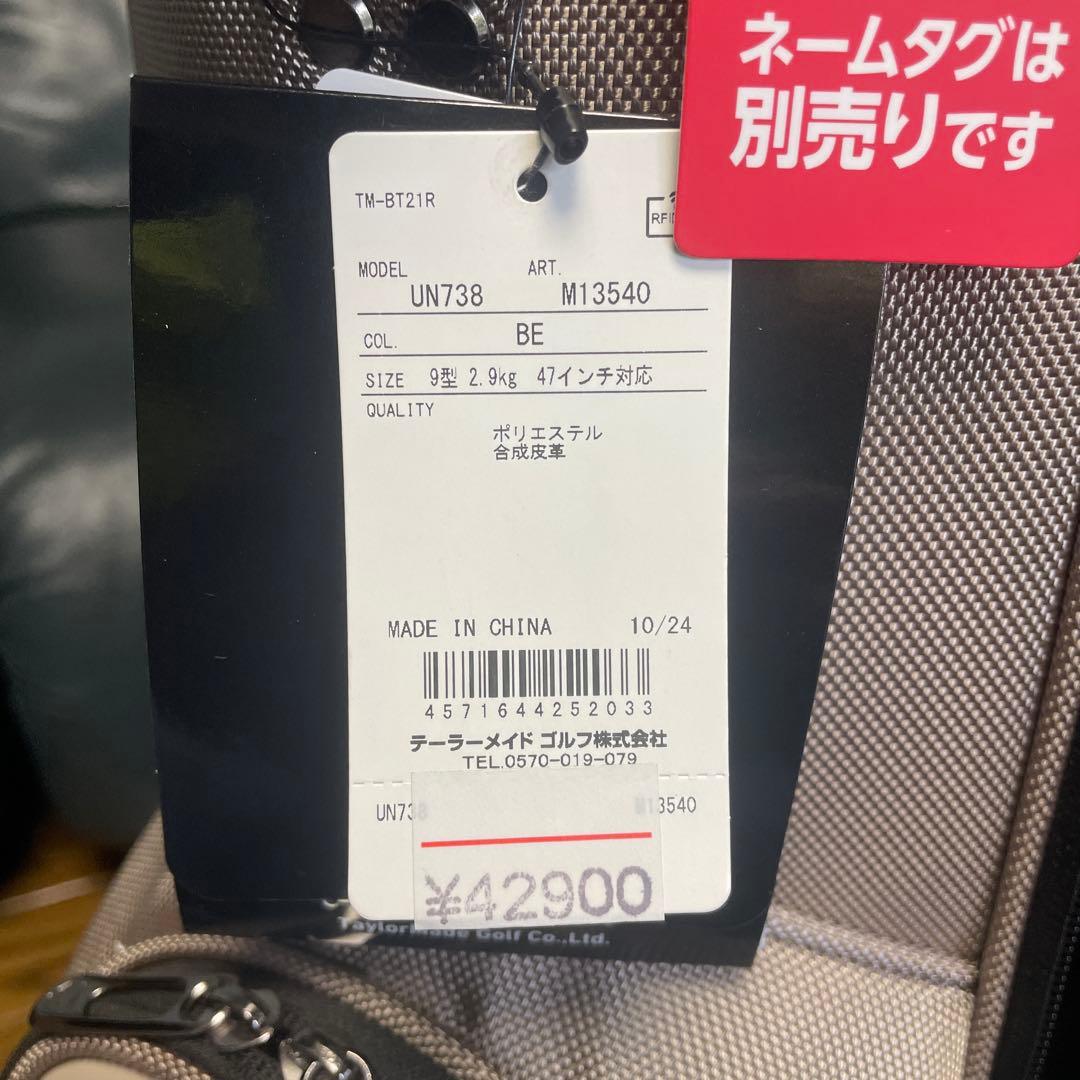 ネームタグは
別売りです
TM-BT21R
RFID
MODEL ART.
UN738 M13540
COL. BE
SIZE 9型 2.9kg 47インチ対応
QUALITY
ポリエステル
合成皮革
MADE IN CHINA 10/24
4571644252033
テーラーメイド ゴルフ株式会社
TEL.0570-019-079
UN738 M13540
¥42900
TaylorMade Golf Co.,Ltd.